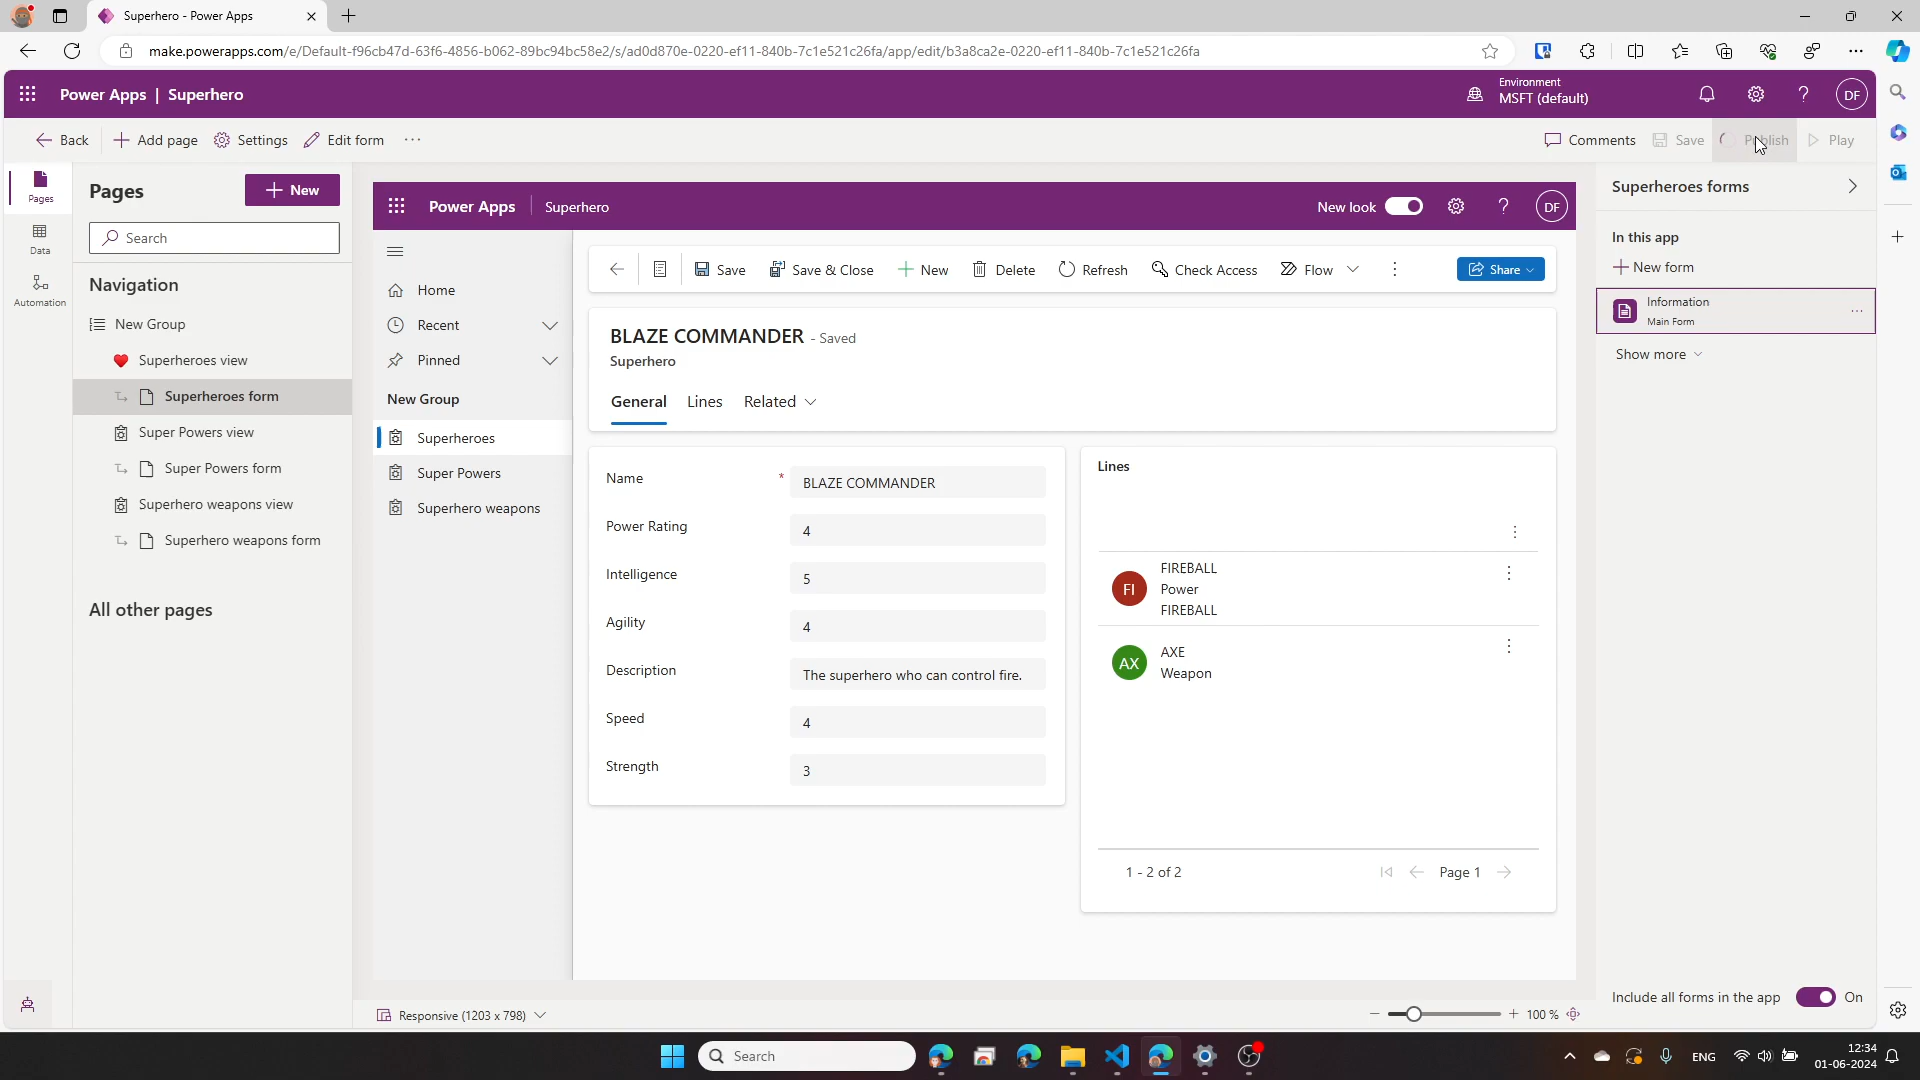 Superhero - Power Apps
make.powerapps.com/e/Default-f96cb47d-63f6-4856-b062-89bc94bc58e2/s/ad0d870e-0220-ef11-840b-7c1e521c26fa/app/edit/b3a8ca2e-0220-ef11-840b-7c1e521c26fa
Power Apps | Superhero
Environment
MSFT (default)
DF
Back
Add page
Settings
Edit form
Comments
Save
Publish
Play
Pages
Data
Automation
Pages
New
Search
Navigation
New Group
Superheroes view
Superheroes form
Super Powers view
Super Powers form
Superhero weapons view
Superhero weapons form
All other pages
Power Apps
Superhero
New look
DF
Home
Recent
Pinned
New Group
Superheroes
Super Powers
Superhero weapons
Save
Save & Close
New
Delete
Refresh
Check Access
Flow
Share
BLAZE COMMANDER - Saved
Superhero
General
Lines
Related
Name * BLAZE COMMANDER
Power Rating 4
Intelligence 5
Agility 4
Description The superhero who can control fire.
Speed 4
Strength 3
Lines
FI
FIREBALL
Power
FIREBALL
AX
AXE
Weapon
1 - 2 of 2
Page 1
Responsive (1203 x 798)
100 %
Superheroes forms
In this app
New form
Information
Main Form
Show more
Include all forms in the app
On
Search
ENG
12:34
01-06-2024